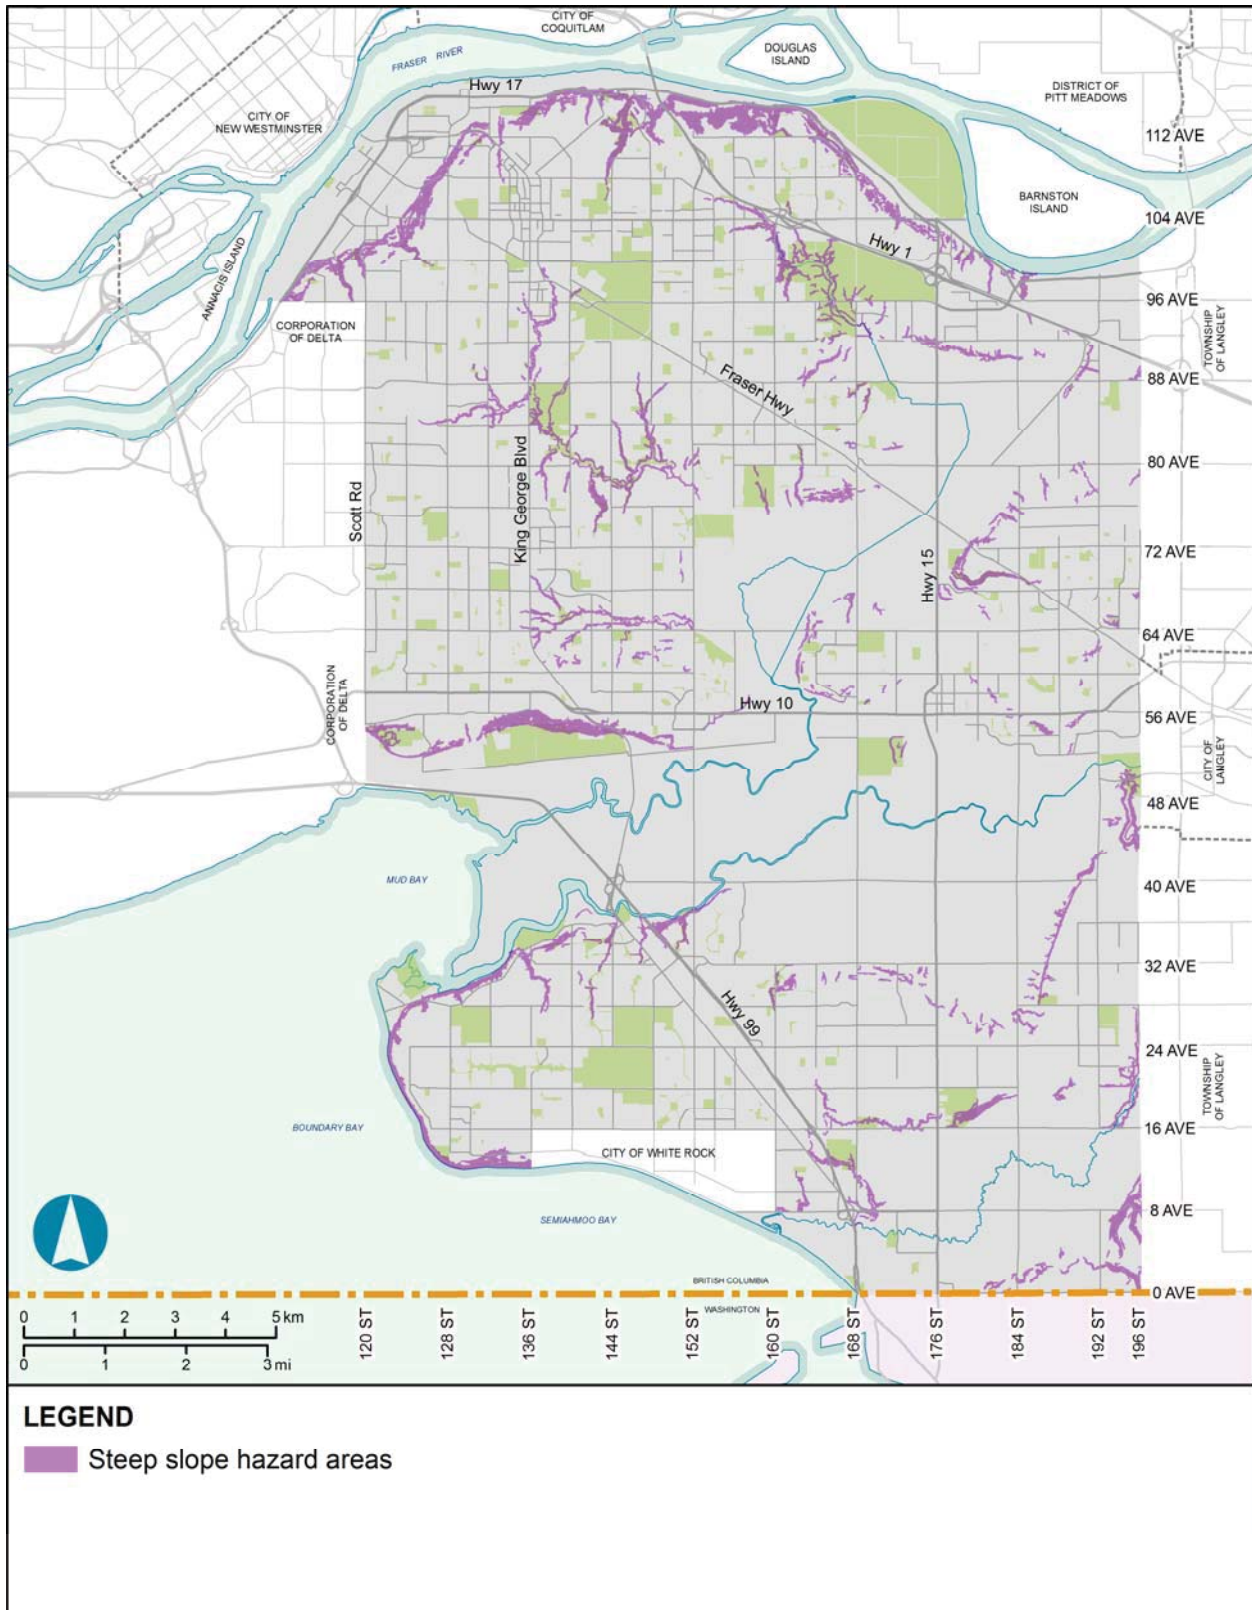 CITY OF
COQUITLAM
DOUGLAS
ISLAND
FRASER RIVER
Hwy 17
DISTRICT OF
PITT MEADOWS
CITY OF
NEW WESTMINSTER
112 AVE
BARNSTON
ISLAND
104 AVE
Hwy 1
ANNACIS ISLAND
96 AVE
CORPORATION
OF DELTA
TOWNSHIP
OF LANGLEY
88 AVE
Fraser Hwy
80 AVE
Scott Rd
King George Blvd
72 AVE
Hwy 15
64 AVE
CORPORATION
OF DELTA
Hwy 10
56 AVE
CITY OF
LANGLEY
48 AVE
MUD BAY
40 AVE
32 AVE
Hwy 99
24 AVE
TOWNSHIP
OF LANGLEY
BOUNDARY BAY
16 AVE
CITY OF WHITE ROCK
8 AVE
SEMIAHMOO BAY
BRITISH COLUMBIA
0 AVE
WASHINGTON
0 1 2 3 4 5 km
0 1 2 3 mi
120 ST
128 ST
136 ST
144 ST
152 ST
160 ST
168 ST
176 ST
184 ST
192 ST
196 ST
LEGEND
Steep slope hazard areas